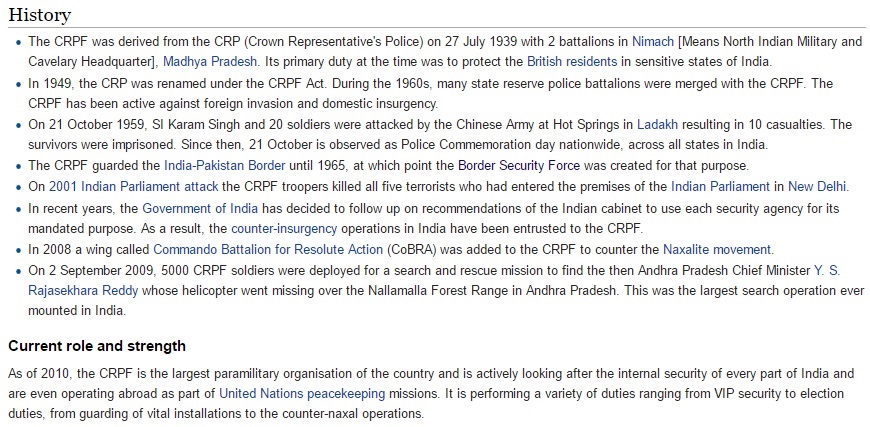 History
The CRPF was derived from the CRP (Crown Representative's Police) on 27 July 1939 with 2 battalions in Nimach [Means North Indian Military and
Cavelary Headquarter], Madhya Pradesh. Its primary duty at the time was to protect the British residents in sensitive states of India.
In 1949, the CRP was renamed under the CRPF Act. During the 1960s, many state reserve police battalions were merged with the CRPF. The
CRPF has been active against foreign invasion and domestic insurgency.
On 21 October 1959, SI Karam Singh and 20 soldiers were attacked by the Chinese Army at Hot Springs in Ladakh resulting in 10 casualties. The
survivors were imprisoned. Since then, 21 October is observed as Police Commemoration day nationwide, across all states in India.
The CRPF guarded the India-Pakistan Border until 1965, at which point the Border Security Force was created for that purpose.
On 2001 Indian Parliament attack the CRPF troopers killed all five terrorists who had entered the premises of the Indian Parliament in New Delhi.
In recent years, the Government of India has decided to follow up on recommendations of the Indian cabinet to use each security agency for its
mandated purpose. As a result, the counter-insurgency operations in India have been entrusted to the CRPF.
In 2008 a wing called Commando Battalion for Resolute Action (CoBRA) was added to the CRPF to counter the Naxalite movement.
On 2 September 2009, 5000 CRPF soldiers were deployed for a search and rescue mission to find the then Andhra Pradesh Chief Minister Y. S.
Rajasekhara Reddy whose helicopter went missing over the Nallamalla Forest Range in Andhra Pradesh. This was the largest search operation ever
mounted in India.
Current role and strength
As of 2010, the CRPF is the largest paramilitary organisation of the country and is actively looking after the internal security of every part of India and
are even operating abroad as part of United Nations peacekeeping missions. It is performing a variety of duties ranging from VIP security to election
duties, from guarding of vital installations to the counter-naxal operations.